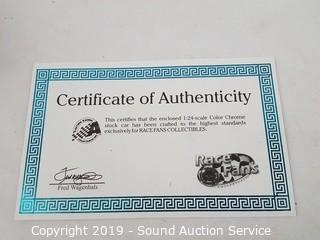 Certificate of Authenticity
This certifies that the enclosed 1:24-scale Color Chrome
stock car has been crafted to the highest standards
exclusively for RACE FANS COLLECTIBLES.
Fred Wagenhals
Race
Fans
Copyright 2019 - Sound Auction Service